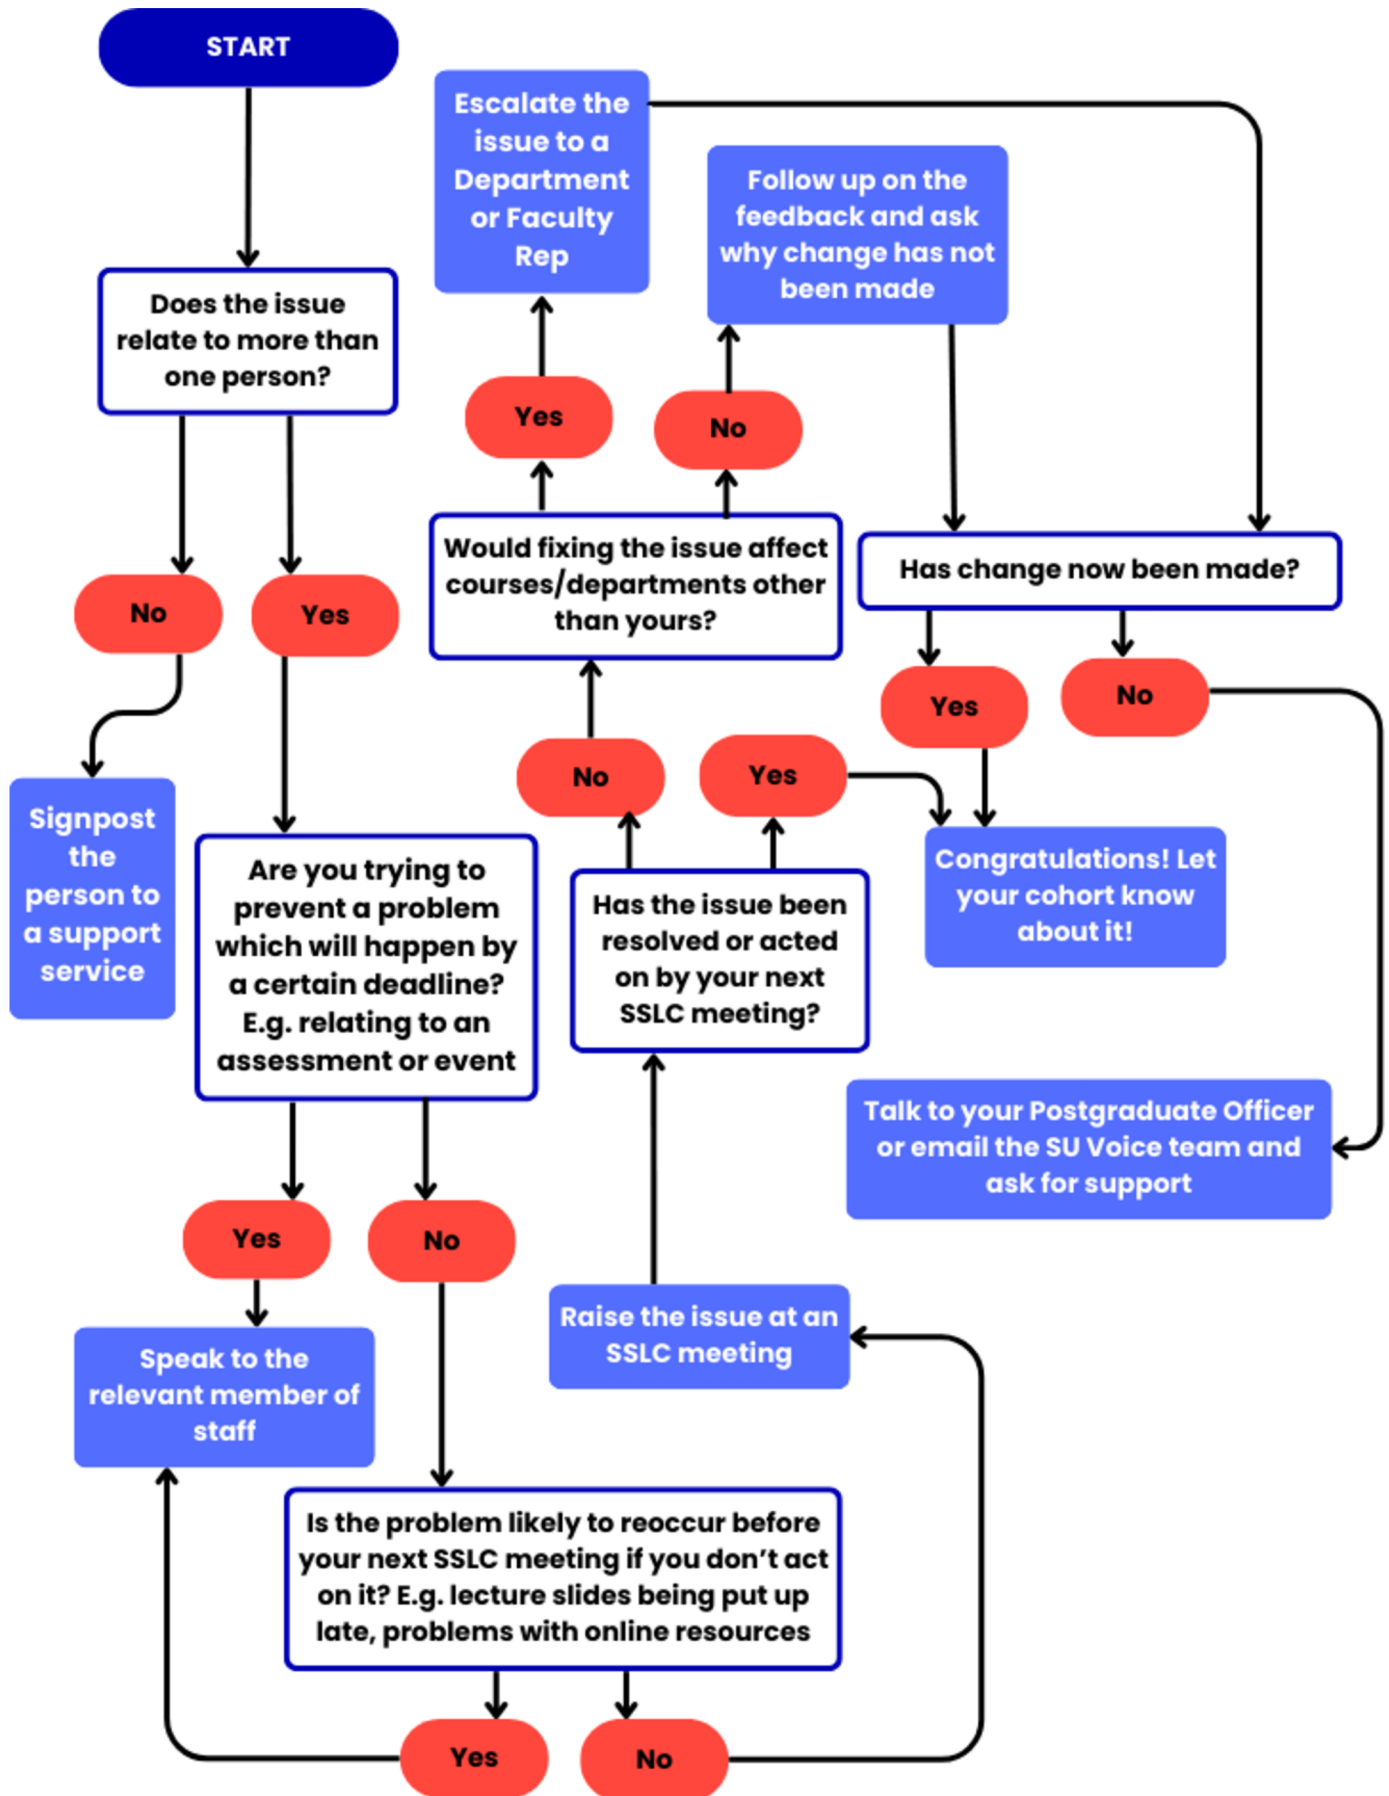 START
Does the issue
relate to more than
one person?
No
Yes
Signpost
the
person to
a support
service
Are you trying to
prevent a problem
which will happen by
a certain deadline?
E.g. relating to an
assessment or event
Yes
No
Speak to the
relevant member of
staff
Is the problem likely to reoccur before
your next SSLC meeting if you don’t act
on it? E.g. lecture slides being put up
late, problems with online resources
Yes
No
Raise the issue at an
SSLC meeting
Has the issue been
resolved or acted
on by your next
SSLC meeting?
No
Yes
Would fixing the issue affect
courses/departments other
than yours?
Yes
No
Escalate the
issue to a
Department
or Faculty
Rep
Follow up on the
feedback and ask
why change has not
been made
Has change now been made?
Yes
No
Congratulations! Let
your cohort know
about it!
Talk to your Postgraduate Officer
or email the SU Voice team and
ask for support